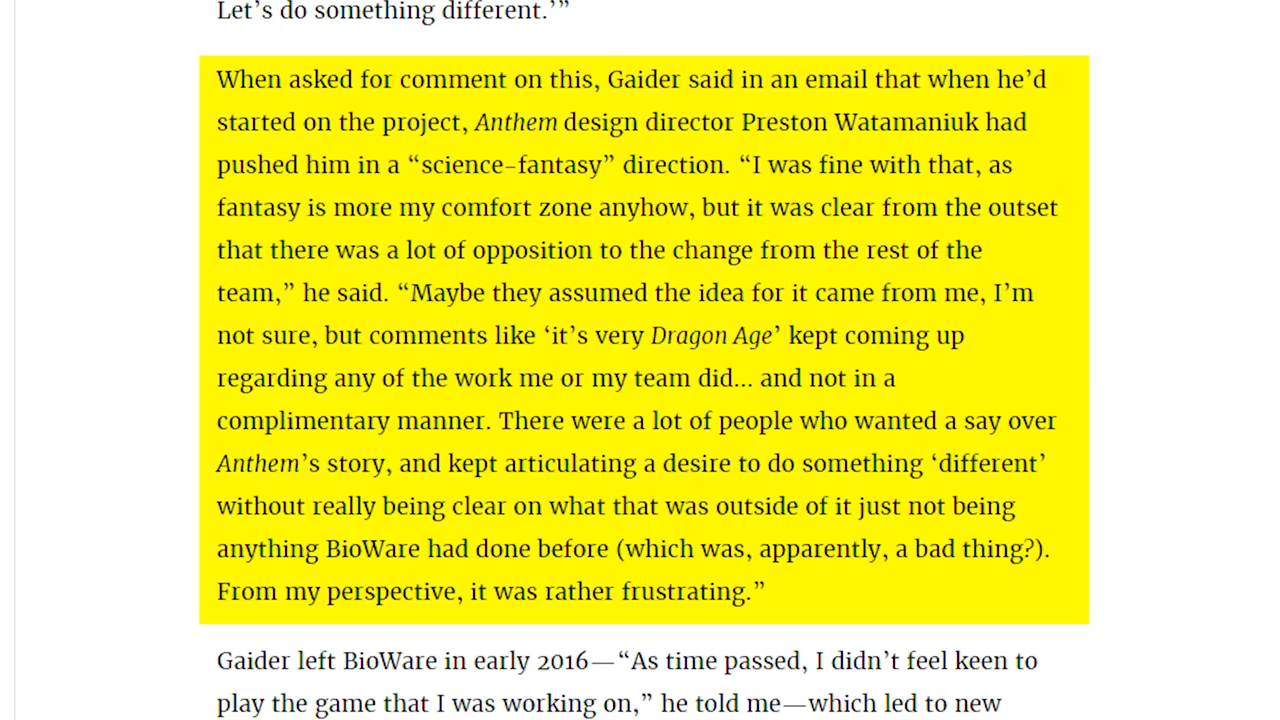 Let’s do something different.’”
When asked for comment on this, Gaider said in an email that when he’d
started on the project, Anthem design director Preston Watamaniuk had
pushed him in a “science-fantasy” direction. “I was fine with that, as
fantasy is more my comfort zone anyhow, but it was clear from the outset
that there was a lot of opposition to the change from the rest of the
team,” he said. “Maybe they assumed the idea for it came from me, I’m
not sure, but comments like ‘it’s very Dragon Age’ kept coming up
regarding any of the work me or my team did... and not in a
complimentary manner. There were a lot of people who wanted a say over
Anthem’s story, and kept articulating a desire to do something ‘different’
without really being clear on what that was outside of it just not being
anything BioWare had done before (which was, apparently, a bad thing?).
From my perspective, it was rather frustrating.”
Gaider left BioWare in early 2016—“As time passed, I didn’t feel keen to
play the game that I was working on,” he told me—which led to new